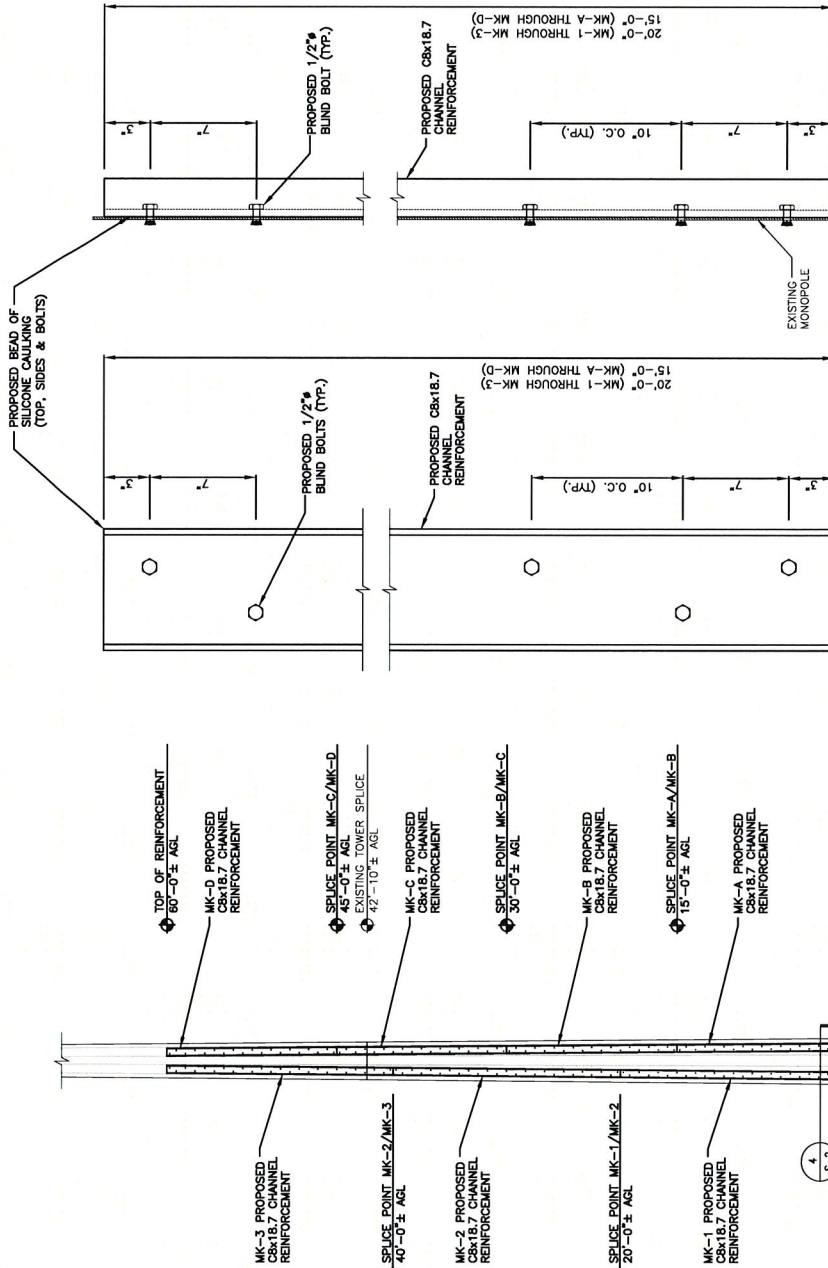 TOP OF REINFORCEMENT
60'-0"± AGL
MK-D PROPOSED
C8x18.7 CHANNEL
REINFORCEMENT
SPLICE POINT MK-C/MK-D
45'-0"± AGL
EXISTING TOWER SPLICE
42'-10"± AGL
MK-C PROPOSED
C8x18.7 CHANNEL
REINFORCEMENT
SPLICE POINT MK-B/MK-C
30'-0"± AGL
MK-B PROPOSED
C8x18.7 CHANNEL
REINFORCEMENT
SPLICE POINT MK-A/MK-B
15'-0"± AGL
MK-A PROPOSED
C8x18.7 CHANNEL
REINFORCEMENT
MK-3 PROPOSED
C8x18.7 CHANNEL
REINFORCEMENT
SPLICE POINT MK-2/MK-3
40'-0"± AGL
MK-2 PROPOSED
C8x18.7 CHANNEL
REINFORCEMENT
SPLICE POINT MK-1/MK-2
20'-0"± AGL
MK-1 PROPOSED
C8x18.7 CHANNEL
REINFORCEMENT
4
PROPOSED BEAD OF
SILICONE CAULKING
(TOP, SIDES & BOLTS)
3"
7"
PROPOSED 1/2"ø
BLIND BOLTS (TYP.)
20'-0" (MK-1 THROUGH MK-3)
15'-0" (MK-A THROUGH MK-D)
PROPOSED C8x18.7
CHANNEL
REINFORCEMENT
10" O.C. (TYP.)
7"
3"
3"
7"
PROPOSED 1/2"ø
BLIND BOLT (TYP.)
20'-0" (MK-1 THROUGH MK-3)
15'-0" (MK-A THROUGH MK-D)
PROPOSED C8x18.7
CHANNEL
REINFORCEMENT
10" O.C. (TYP.)
7"
3"
EXISTING
MONOPOLE